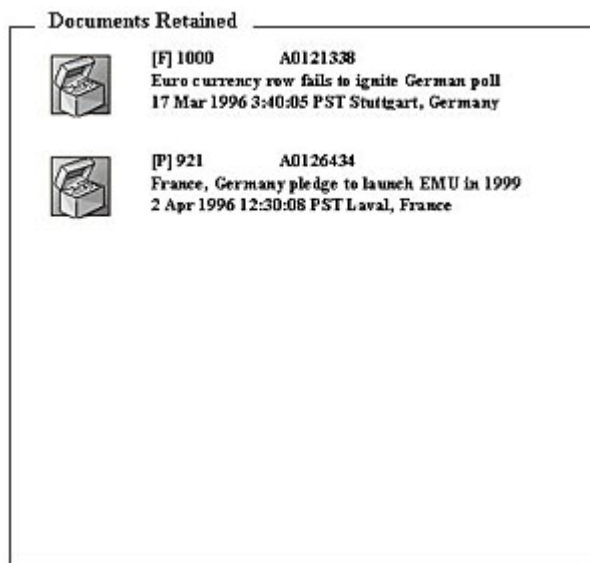 Documents Retained
[F] 1000 A0121338
Euro currency row fails to ignite German poll
17 Mar 1996 3:40:05 PST Stuttgart, Germany
[P] 921 A0126434
France, Germany pledge to launch EMU in 1999
2 Apr 1996 12:30:08 PST Laval, France